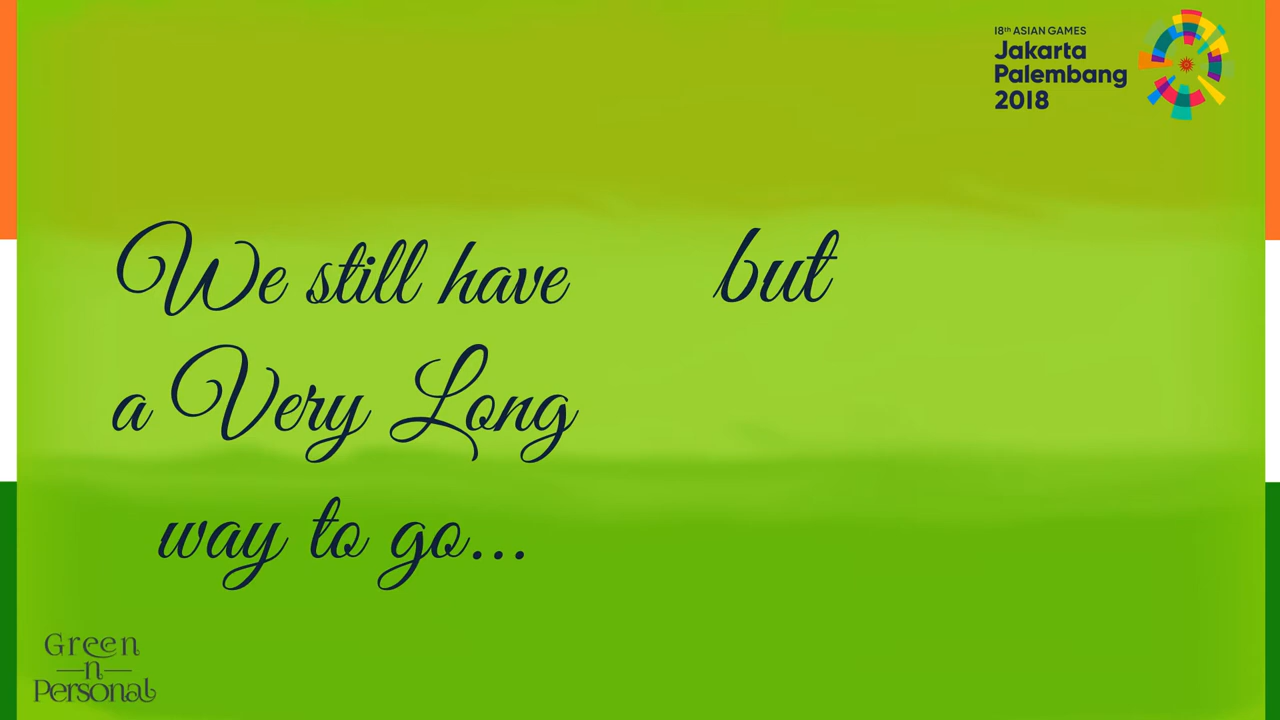 18th ASIAN GAMES
Jakarta
Palembang
2018
We still have
a Very Long
way to go...
but
Green
n
Personal